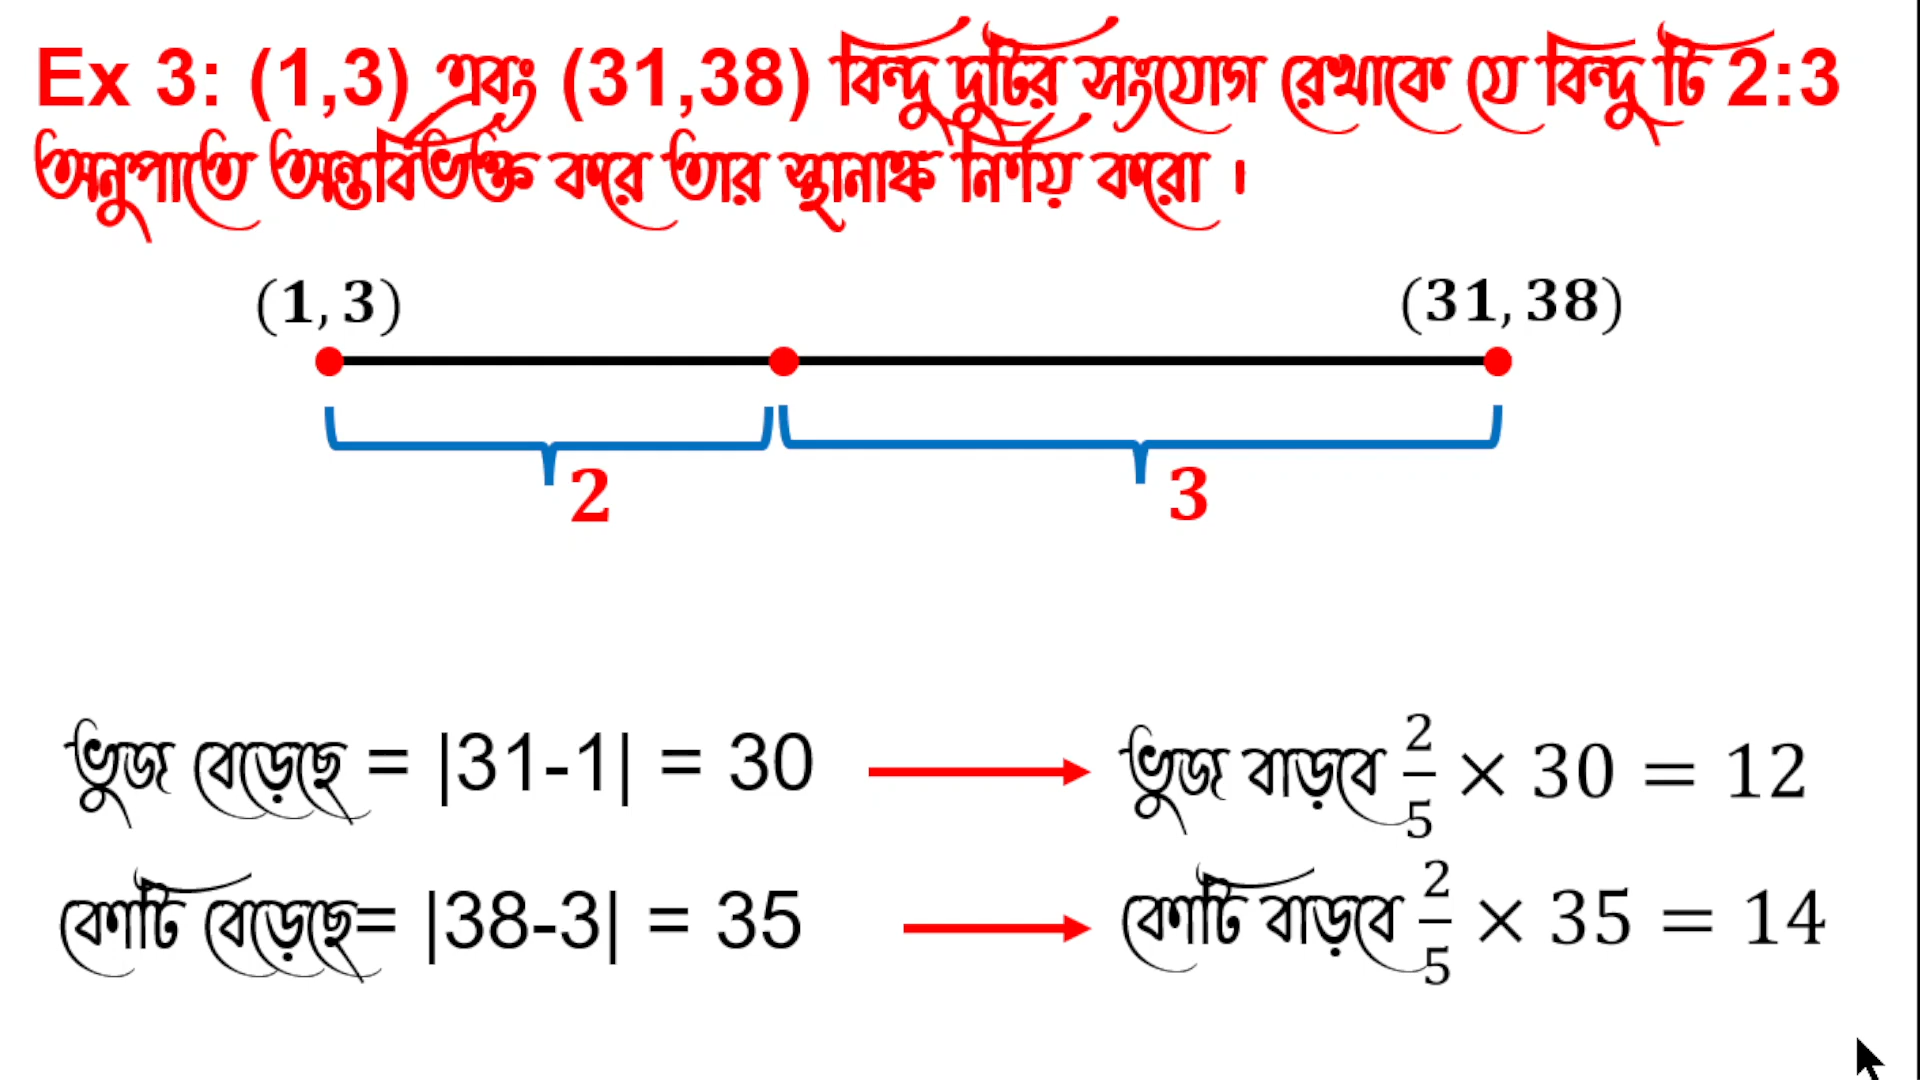 Ex 3: (1,3) এবং (31,38) বিন্দু দুটির সংযোগ রেখাকে যে বিন্দু টি 2:3
অনুপাতে অন্তর্বিভক্ত করে তার স্থানাঙ্ক নির্ণয় করো ।
(1, 3)
(31, 38)
2
3
ভুজ বেড়েছে = |31-1| = 30
ভুজ বাড়বে 2/5 × 30 = 12
কোটি বেড়েছে= |38-3| = 35
কোটি বাড়বে 2/5 × 35 = 14